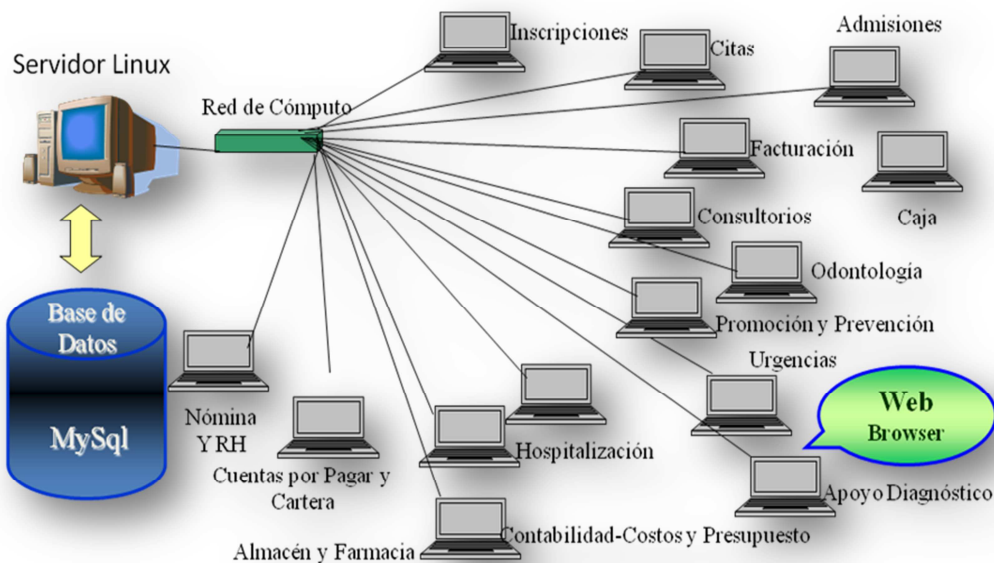 Inscripciones
Citas
Admisiones
Servidor Linux
Red de Cómputo
Facturación
Caja
Consultorios
Odontología
Promoción y Prevención
Urgencias
Base de
Datos
MySql
Nómina
Y RH
Cuentas por Pagar y
Cartera
Hospitalización
Web
Browser
Apoyo Diagnóstico
Contabilidad-Costos y Presupuesto
Almacén y Farmacia